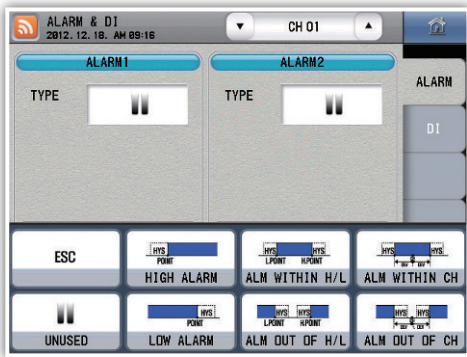 ALARM & DI
2012. 12. 18. AM 09:16
CH 01
ALARM1
ALARM2
ALARM
TYPE
TYPE
DI
ESC
HYS
POINT
HIGH ALARM
HYS HYS
L.POINT H.POINT
ALM WITHIN H/L
HYS HYS
DEV DEV
ALM WITHIN CH
UNUSED
HYS
POINT
LOW ALARM
HYS HYS
L.POINT H.POINT
ALM OUT OF H/L
HYS HYS
DEV DEV
ALM OUT OF CH